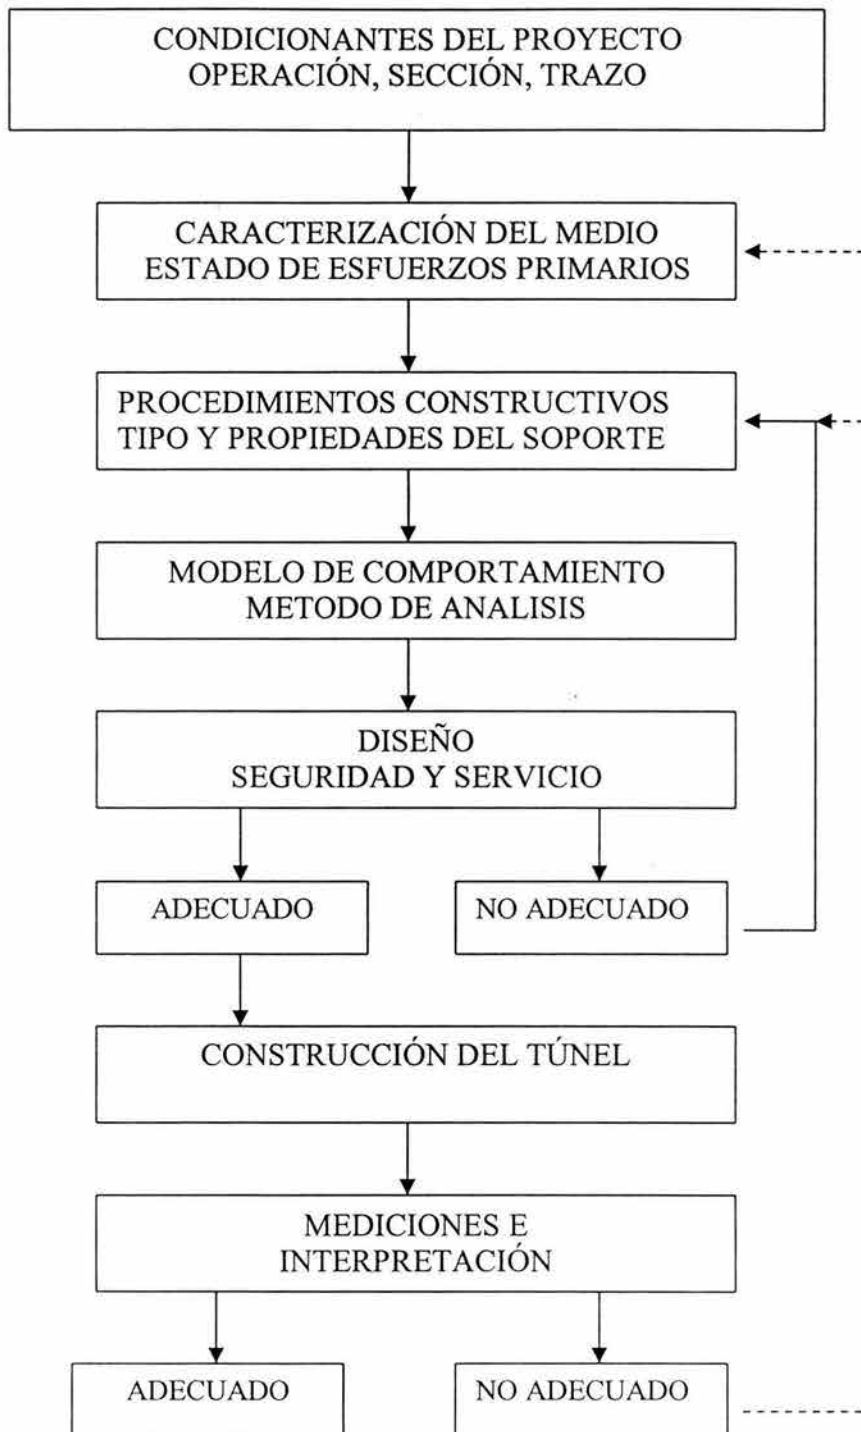 CONDICIONANTES DEL PROYECTO
OPERACIÓN, SECCIÓN, TRAZO
CARACTERIZACIÓN DEL MEDIO
ESTADO DE ESFUERZOS PRIMARIOS
PROCEDIMIENTOS CONSTRUCTIVOS
TIPO Y PROPIEDADES DEL SOPORTE
MODELO DE COMPORTAMIENTO
METODO DE ANALISIS
DISEÑO
SEGURIDAD Y SERVICIO
ADECUADO
NO ADECUADO
CONSTRUCCIÓN DEL TÚNEL
MEDICIONES E
INTERPRETACIÓN
ADECUADO
NO ADECUADO